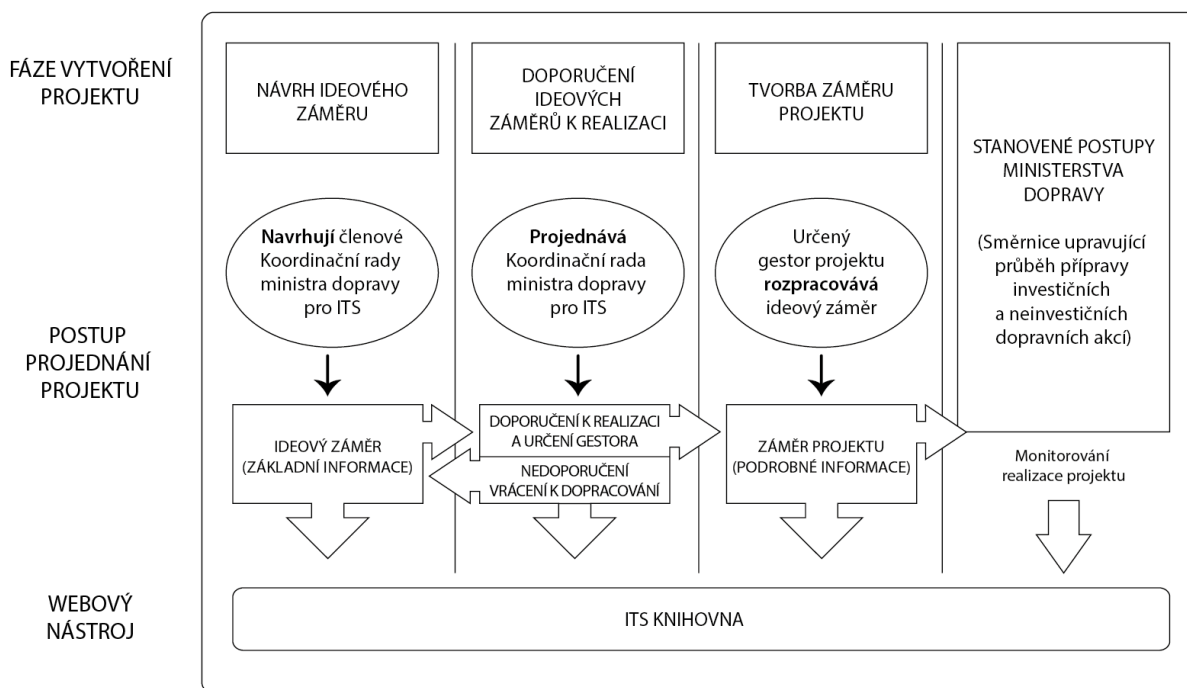 FÁZE VYTVOŘENÍ
PROJEKTU
NÁVRH IDEOVÉHO
ZÁMĚRU
DOPORUČENÍ
IDEOVÝCH
ZÁMĚRŮ K REALIZACI
TVORBA ZÁMĚRU
PROJEKTU
STANOVENÉ POSTUPY
MINISTERSTVA
DOPRAVY
(Směrnice upravující
průběh přípravy
investičních
a neinvestičních
dopravních akcí)
POSTUP
PROJEDNÁNÍ
PROJEKTU
Navrhují členové
Koordinační rady
ministra dopravy
pro ITS
Projednává
Koordinační rada
ministra dopravy
pro ITS
Určený
gestor projektu
rozpracovává
ideový záměr
IDEOVÝ ZÁMĚR
(ZÁKLADNÍ INFORMACE)
DOPORUČENÍ K REALIZACI
A URČENÍ GESTORA
NEDOPORUČENÍ
VRÁCENÍ K DOPRACOVÁNÍ
ZÁMĚR PROJEKTU
(PODROBNÉ INFORMACE)
Monitorování
realizace projektu
WEBOVÝ
NÁSTROJ
ITS KNIHOVNA